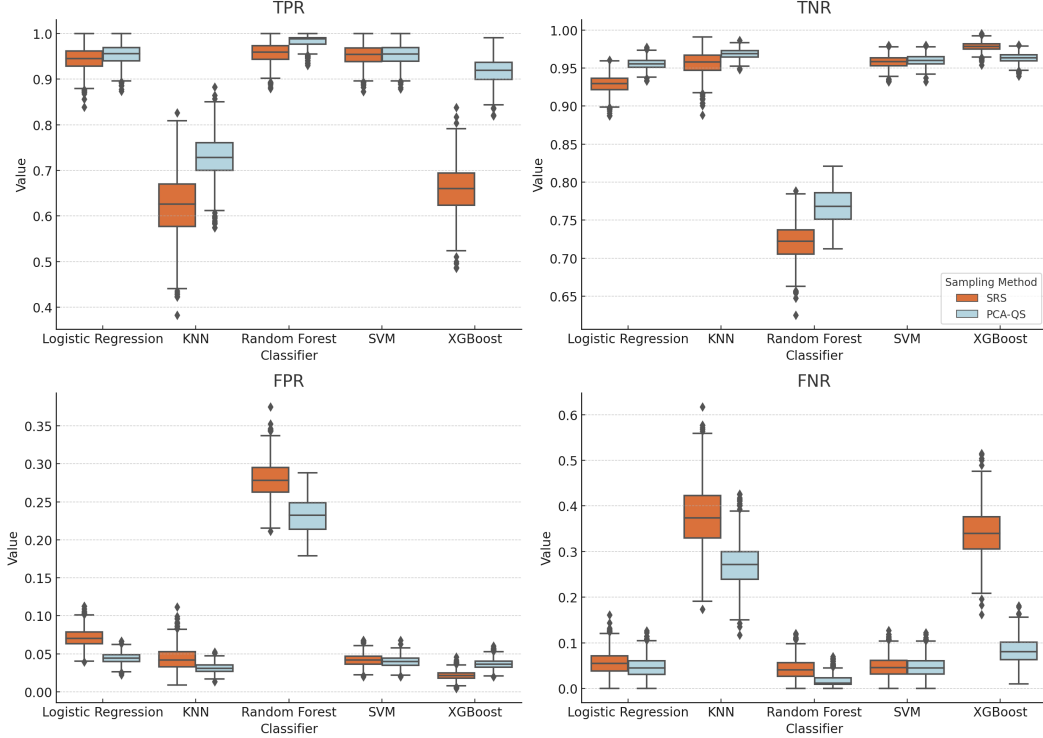 TPR
1.0
0.9
0.8
0.7
0.6
0.5
0.4
Value
Logistic Regression KNN Random Forest SVM XGBoost
Classifier
TNR
1.00
0.95
0.90
0.85
0.80
0.75
0.70
0.65
Value
Sampling Method
SRS
PCA-QS
Logistic Regression KNN Random Forest SVM XGBoost
Classifier
FPR
0.35
0.30
0.25
0.20
0.15
0.10
0.05
0.00
Value
Logistic Regression KNN Random Forest SVM XGBoost
Classifier
FNR
0.6
0.5
0.4
0.3
0.2
0.1
0.0
Value
Logistic Regression KNN Random Forest SVM XGBoost
Classifier